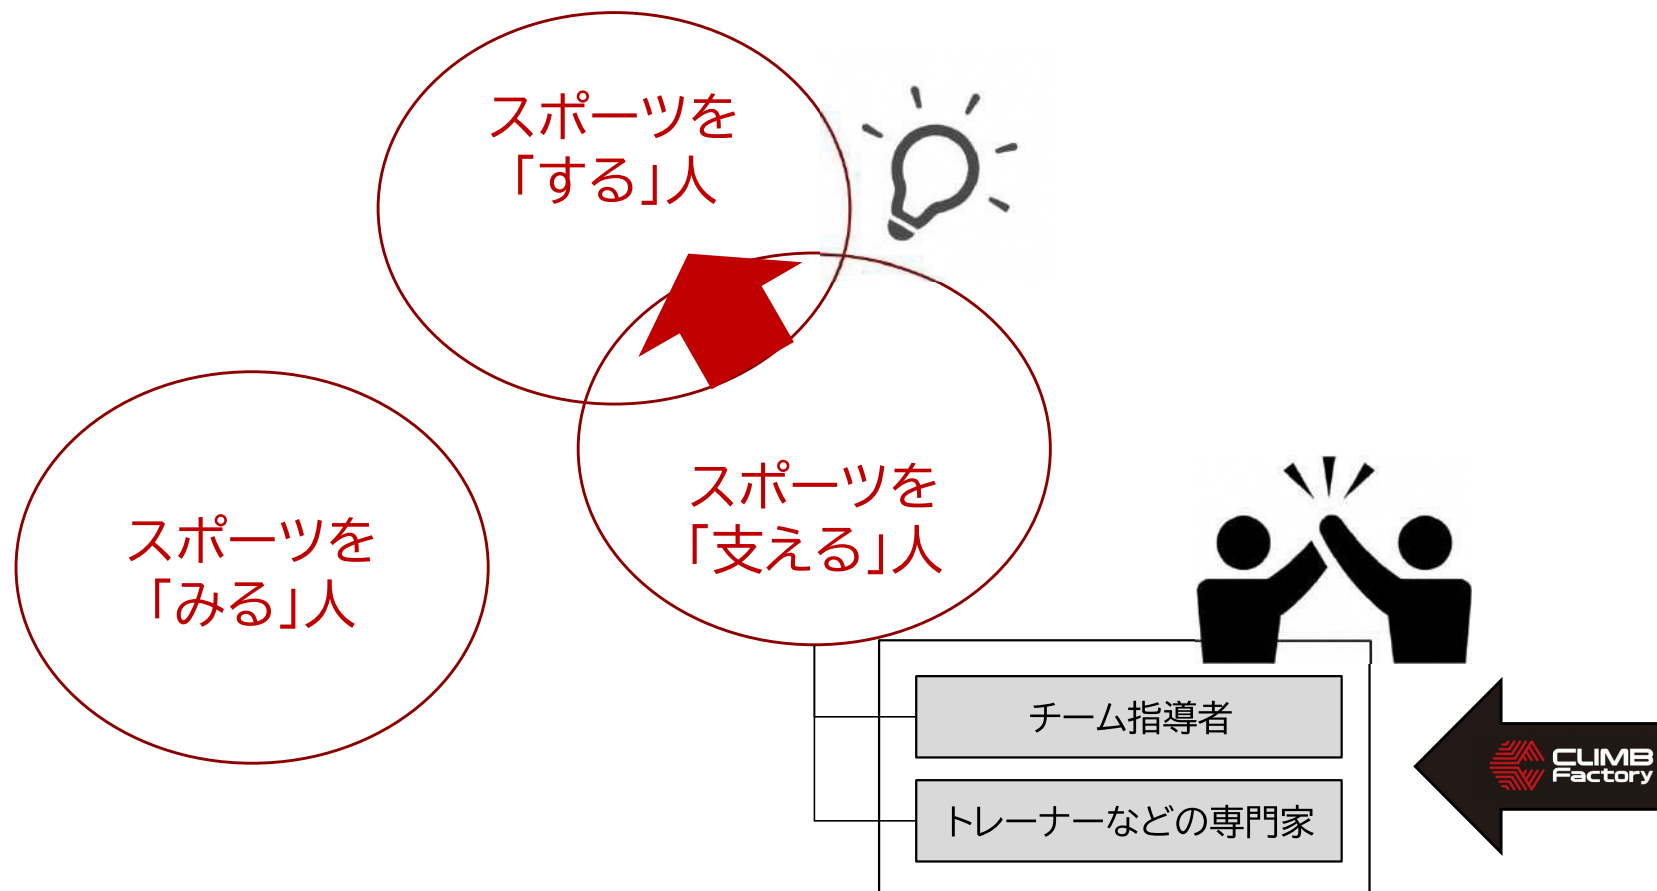 スポーツを
「する」人
スポーツを
「支える」人
スポーツを
「みる」人
チーム指導者
トレーナーなどの専門家
CLIMB
Factory